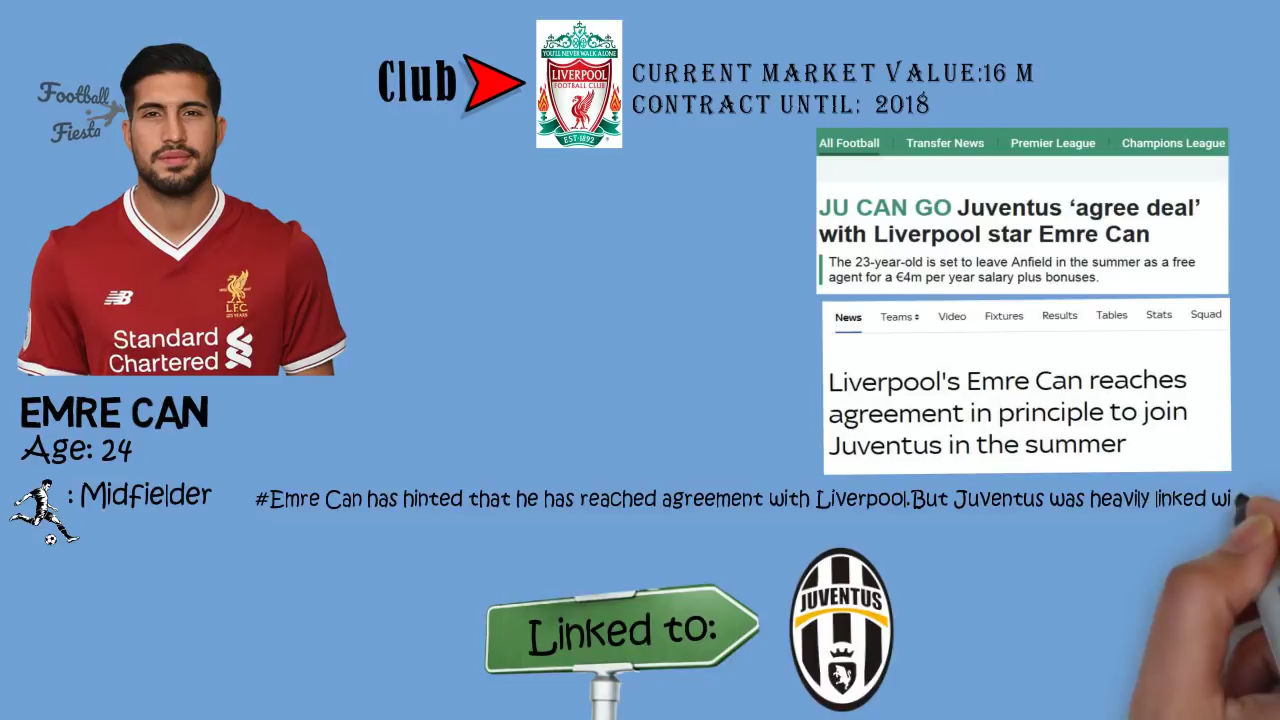 Football
Fiesta
Club
YOU'LL NEVER WALK ALONE
LIVERPOOL
FOOTBALL CLUB
EST·1892
CURRENT MARKET VALUE:16 M
CONTRACT UNTIL: 2018
All Football Transfer News Premier League Champions League
JU CAN GO Juventus ‘agree deal’
with Liverpool star Emre Can
The 23-year-old is set to leave Anfield in the summer as a free
agent for a €4m per year salary plus bonuses.
News Teams Video Fixtures Results Tables Stats Squad
Liverpool's Emre Can reaches
agreement in principle to join
Juventus in the summer
L.F.C
Standard
Chartered
EMRE CAN
Age: 24
: Midfielder
#Emre Can has hinted that he has reached agreement with Liverpool.But Juventus was heavily linked wi
Linked to:
JUVENTUS